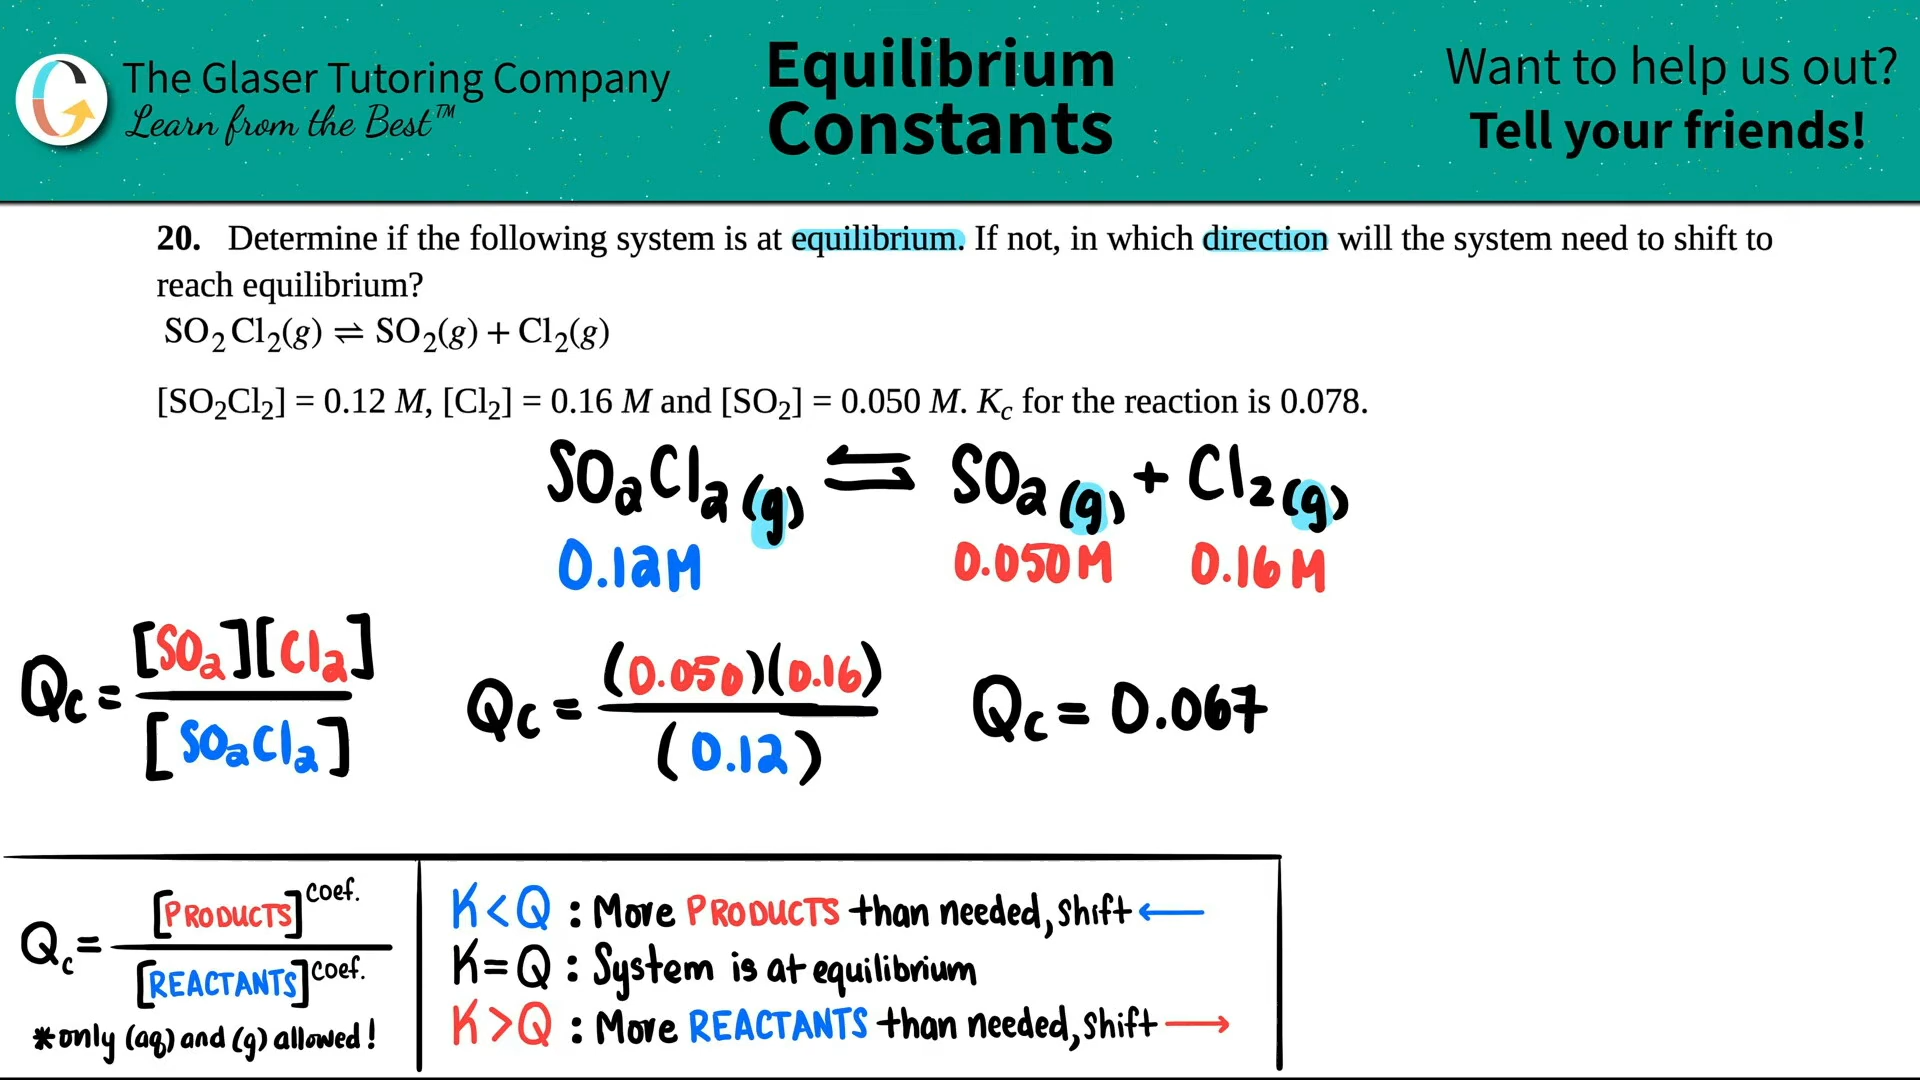 The Glaser Tutoring Company
Learn from the Best™
Equilibrium
Constants
Want to help us out?
Tell your friends!
20. Determine if the following system is at equilibrium. If not, in which direction will the system need to shift to
reach equilibrium?
SO₂Cl₂(g) ⇌ SO₂(g) + Cl₂(g)
[SO₂Cl₂] = 0.12 M, [Cl₂] = 0.16 M and [SO₂] = 0.050 M. Kc for the reaction is 0.078.
SO₂Cl₂(g) ⇌ SO₂(g) + Cl₂(g)
0.12M 0.050M 0.16M
Qc = [SO₂][Cl₂] / [SO₂Cl₂]
Qc = (0.050)(0.16) / (0.12)
Qc = 0.067
Qc = [PRODUCTS]^coef. / [REACTANTS]^coef.
*only (aq) and (g) allowed!
K<Q : More PRODUCTS than needed, shift ←
K=Q : System is at equilibrium
K>Q : More REACTANTS than needed, shift →